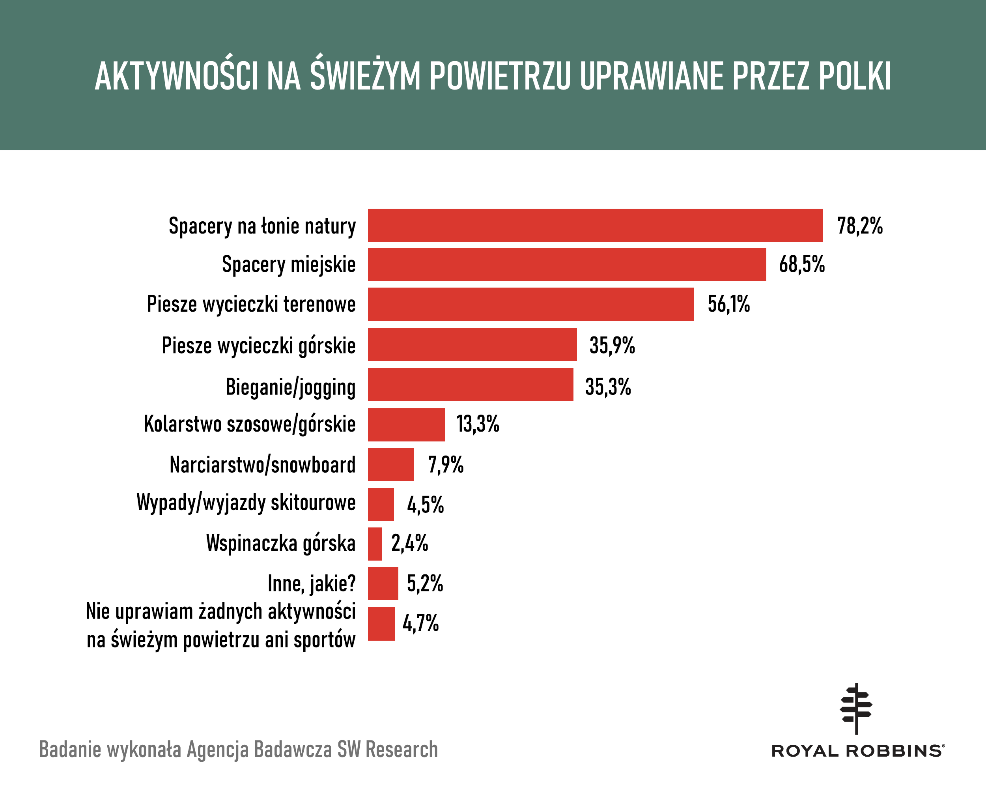 AKTYWNOŚCI NA ŚWIEŻYM POWIETRZU UPRAWIANE PRZEZ POLKI
Spacery na łonie natury 78,2%
Spacery miejskie 68,5%
Piesze wycieczki terenowe 56,1%
Piesze wycieczki górskie 35,9%
Bieganie/jogging 35,3%
Kolarstwo szosowe/górskie 13,3%
Narciarstwo/snowboard 7,9%
Wypady/wyjazdy skitourowe 4,5%
Wspinaczka górska 2,4%
Inne, jakie? 5,2%
Nie uprawiam żadnych aktywności
na świeżym powietrzu ani sportów 4,7%
Badanie wykonała Agencja Badawcza SW Research
ROYAL ROBBINS®